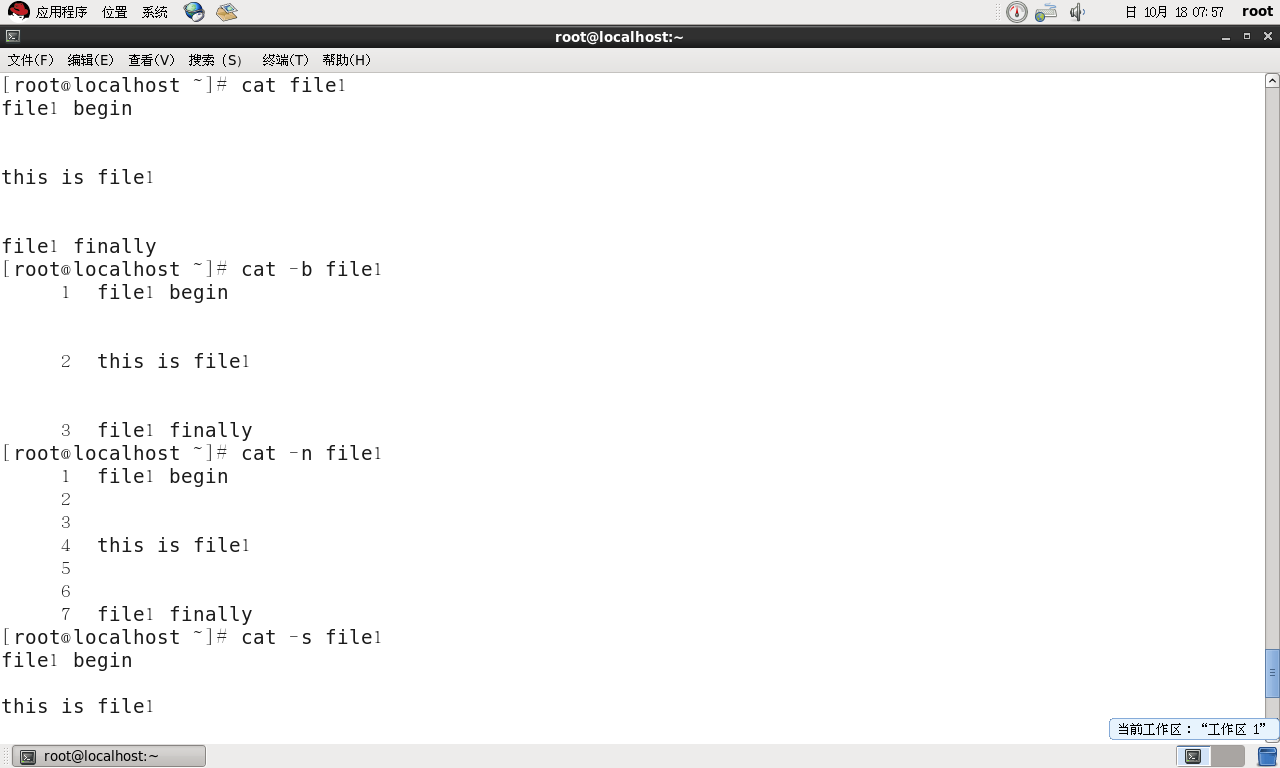 应用程序 位置 系统 日 10月 18 07:57 root
root@localhost:~
文件(F) 编辑(E) 查看(V) 搜索 (S) 终端(T) 帮助(H)
[root@localhost ~]# cat file1
file1 begin
this is file1
file1 finally
[root@localhost ~]# cat -b file1
1 file1 begin
2 this is file1
3 file1 finally
[root@localhost ~]# cat -n file1
1 file1 begin
2
3
4 this is file1
5
6
7 file1 finally
[root@localhost ~]# cat -s file1
file1 begin
this is file1
当前工作区：“工作区 1”
root@localhost:~